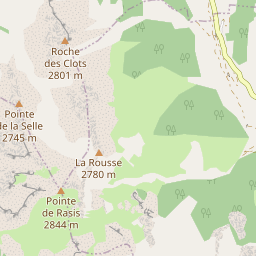 Roche
des Clots
2801 m
Pointe
de la Selle
2745 m
La Rousse
2780 m
Pointe
de Rasis
2844 m